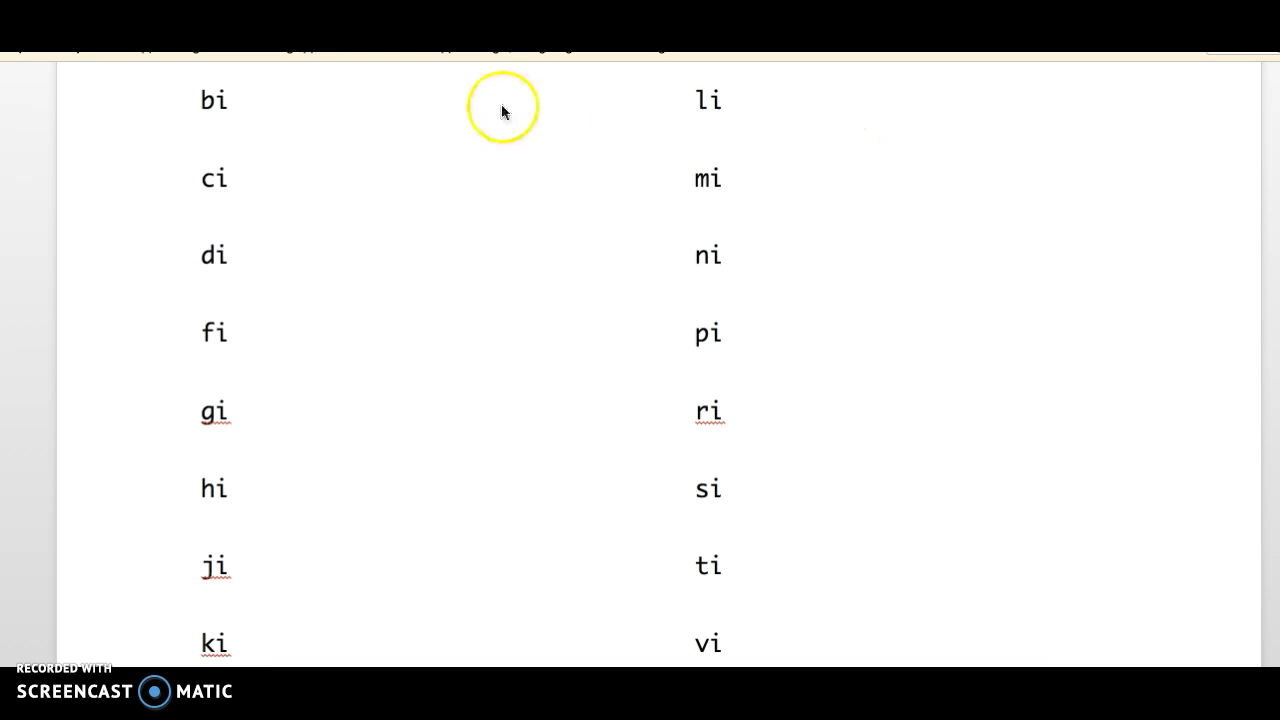 bi li
ci mi
di ni
fi pi
gi ri
hi si
ji ti
ki vi
RECORDED WITH
SCREENCAST MATIC